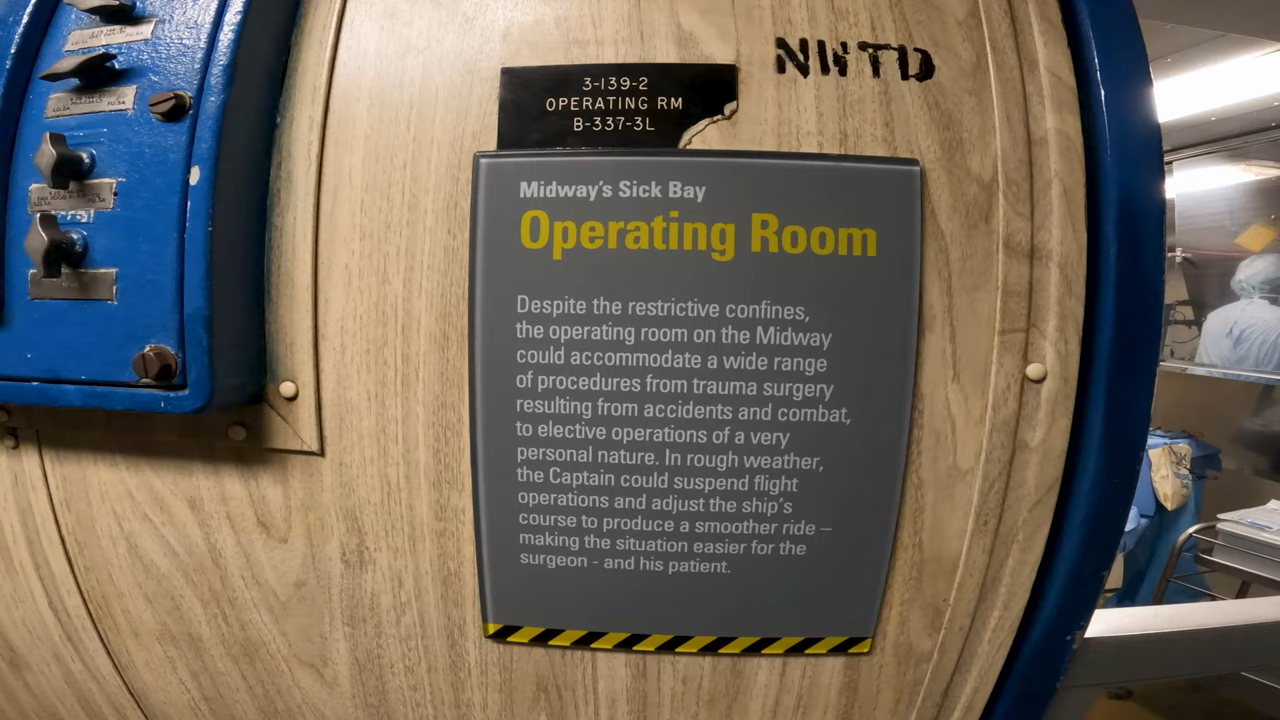 NWTD
3-139-2
OPERATING RM
B-337-3L
Midway's Sick Bay
Operating Room
Despite the restrictive confines,
the operating room on the Midway
could accommodate a wide range
of procedures from trauma surgery
resulting from accidents and combat,
to elective operations of a very
personal nature. In rough weather,
the Captain could suspend flight
operations and adjust the ship's
course to produce a smoother ride –
making the situation easier for the
surgeon - and his patient.